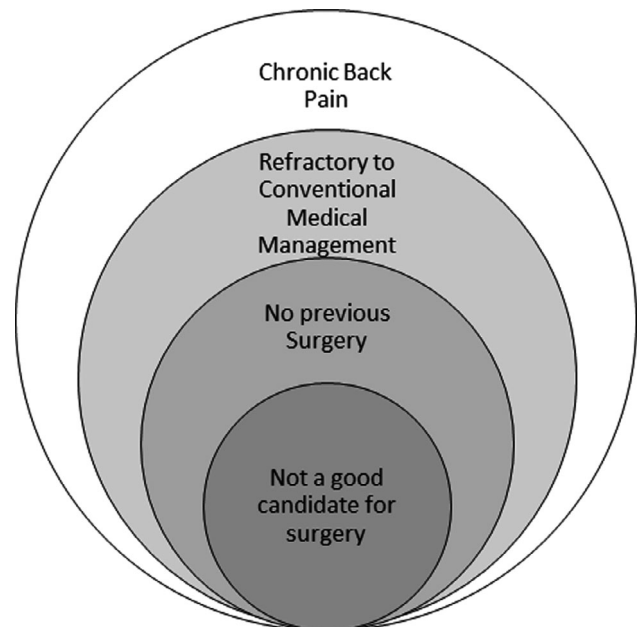 Chronic Back
Pain
Refractory to
Conventional
Medical
Management
No previous
Surgery
Not a good
candidate for
surgery